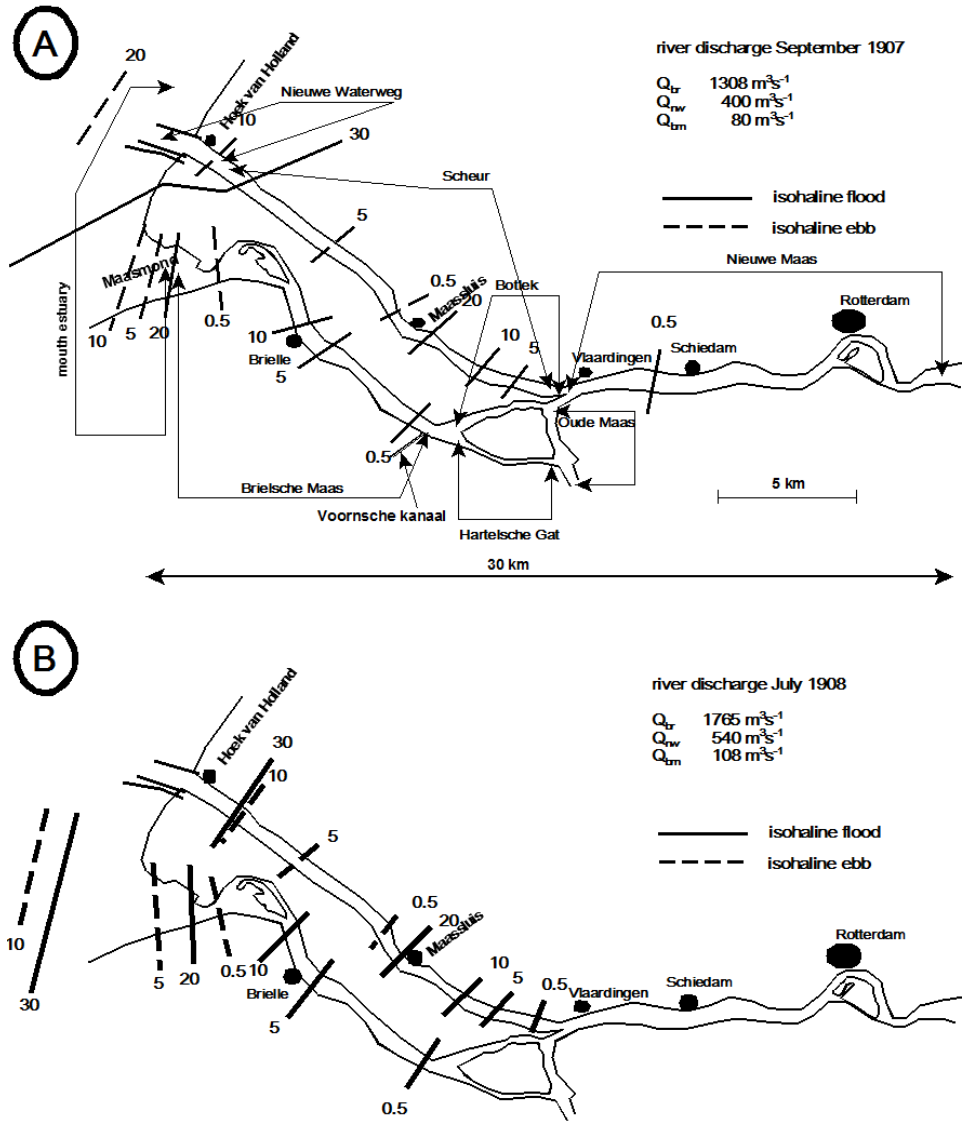 A
20
Hoek van Holland
river discharge September 1907
Qbr 1308 m³s⁻¹
Qnw 400 m³s⁻¹
Qbm 80 m³s⁻¹
Nieuwe Waterweg
10
30
Scheur
isohaline flood
isohaline ebb
5
Nieuwe Maas
Maasmond
mouth estuary
0.5
Maassluis
20
Botlek
Rotterdam
10
5
20
0.5
10
Brielle
5
10
5
Vlaardingen
0.5
Schiedam
Oude Maas
0.5
Brielsche Maas
Voornsche kanaal
Hartelsche Gat
5 km
30 km
B
river discharge July 1908
Qbr 1765 m³s⁻¹
Qnw 540 m³s⁻¹
Qbm 108 m³s⁻¹
Hoek van Holland
30
10
isohaline flood
isohaline ebb
5
0.5
20
Maassluis
Rotterdam
10
30
5
20
0.5
10
Brielle
5
10
5
0.5
Vlaardingen
Schiedam
0.5